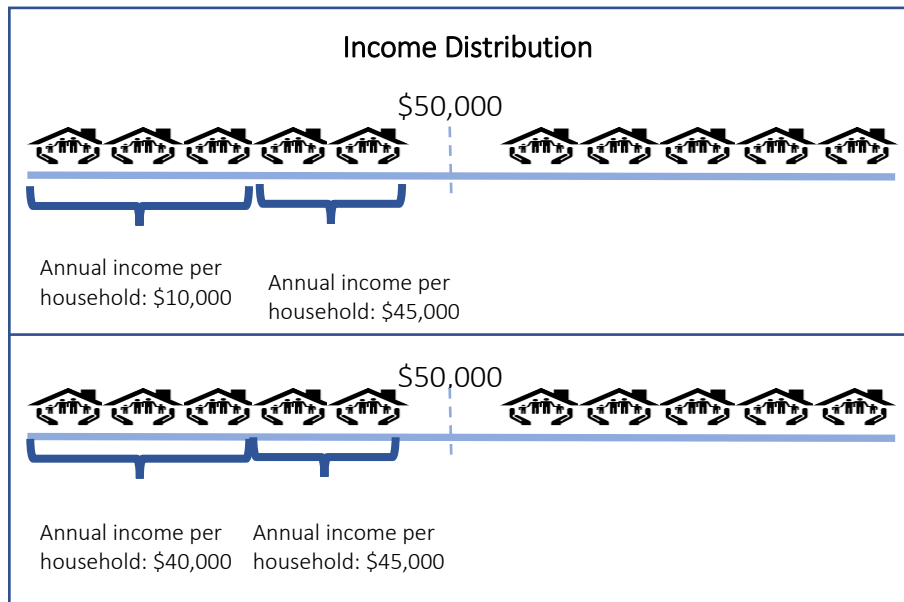 Income Distribution
$50,000
Annual income per
household: $10,000
Annual income per
household: $45,000
$50,000
Annual income per
household: $40,000
Annual income per
household: $45,000